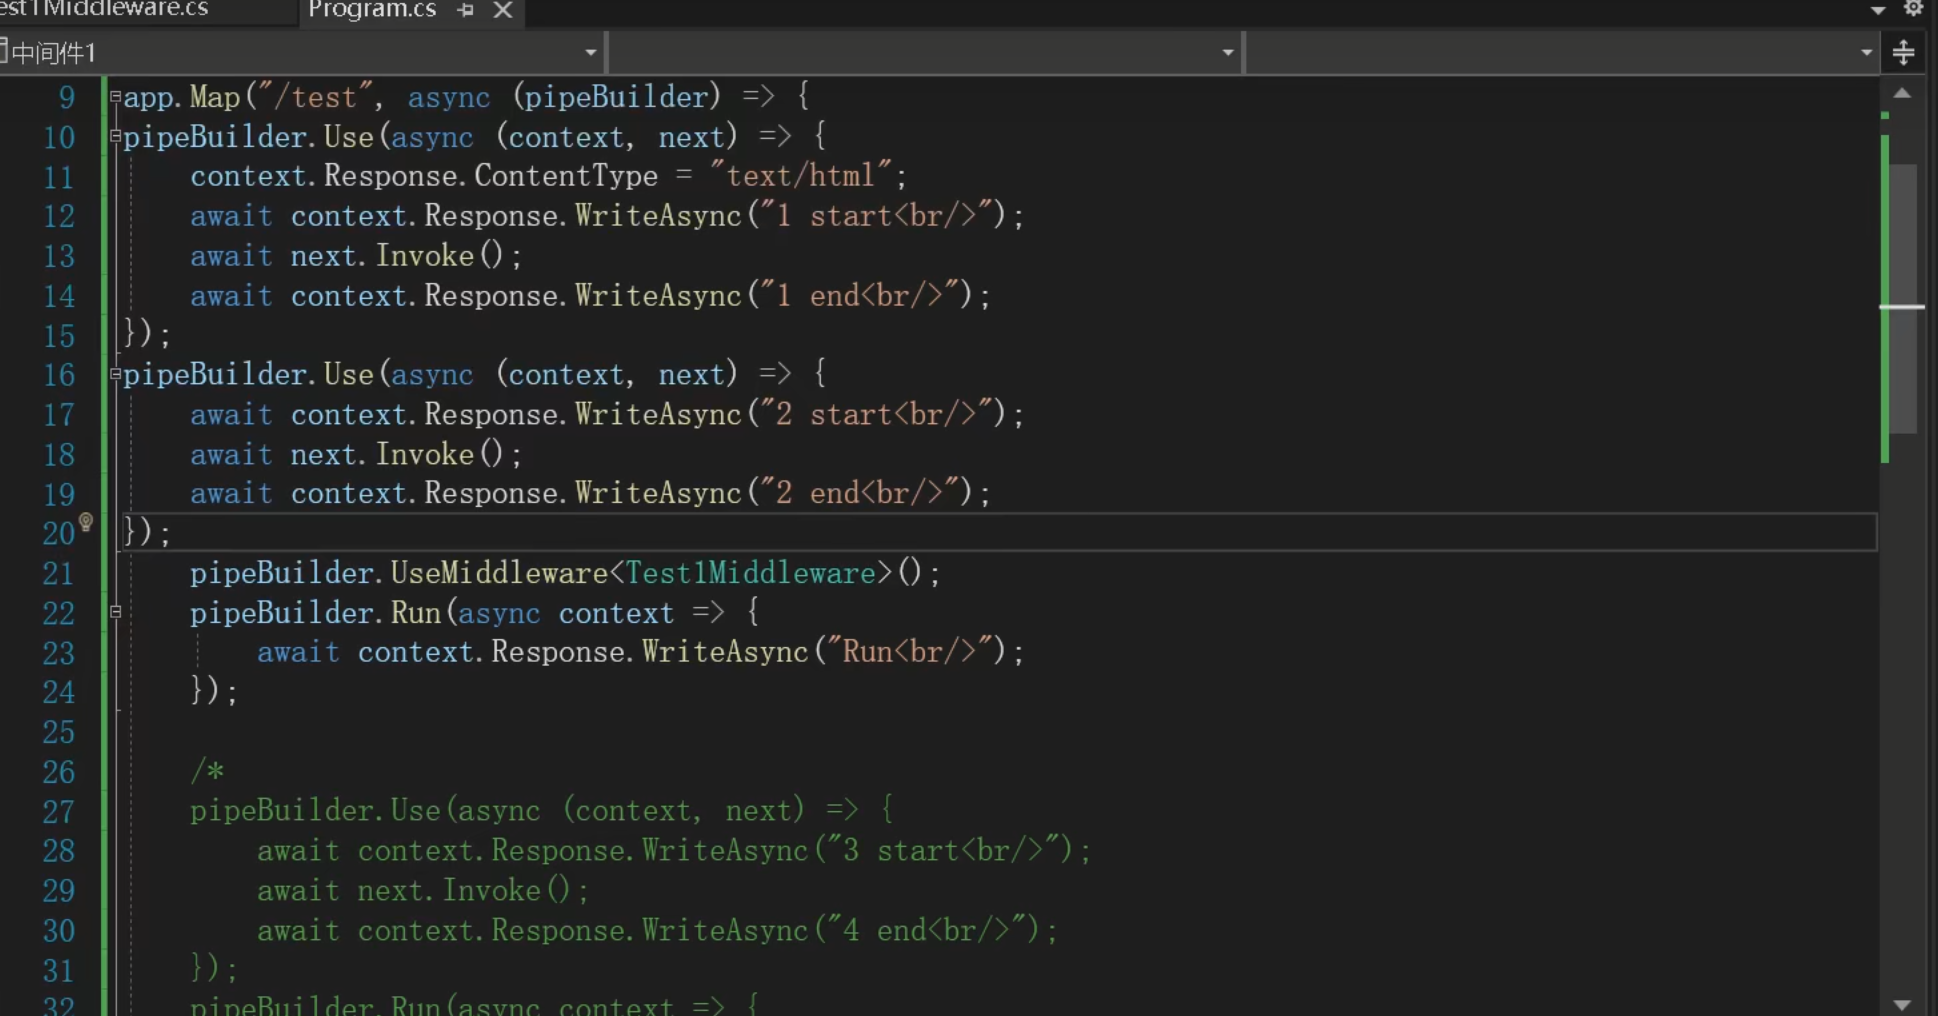 est1Middleware.cs
Program.cs
中间件1
9 app.Map("/test", async (pipeBuilder) => {
10 pipeBuilder.Use(async (context, next) => {
11 context.Response.ContentType = "text/html";
12 await context.Response.WriteAsync("1 start<br/>");
13 await next.Invoke();
14 await context.Response.WriteAsync("1 end<br/>");
15 });
16 pipeBuilder.Use(async (context, next) => {
17 await context.Response.WriteAsync("2 start<br/>");
18 await next.Invoke();
19 await context.Response.WriteAsync("2 end<br/>");
20 });
21 pipeBuilder.UseMiddleware<Test1Middleware>();
22 pipeBuilder.Run(async context => {
23 await context.Response.WriteAsync("Run<br/>");
24 });
25
26 /*
27 pipeBuilder.Use(async (context, next) => {
28 await context.Response.WriteAsync("3 start<br/>");
29 await next.Invoke();
30 await context.Response.WriteAsync("4 end<br/>");
31 });
32 pipeBuilder.Run(async context => {